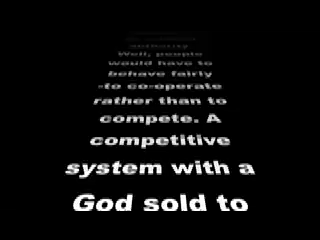 authority
Well, people
would have to
behave fairly
-to co-operate
rather than to
compete. A
competitive
system with a
God sold to